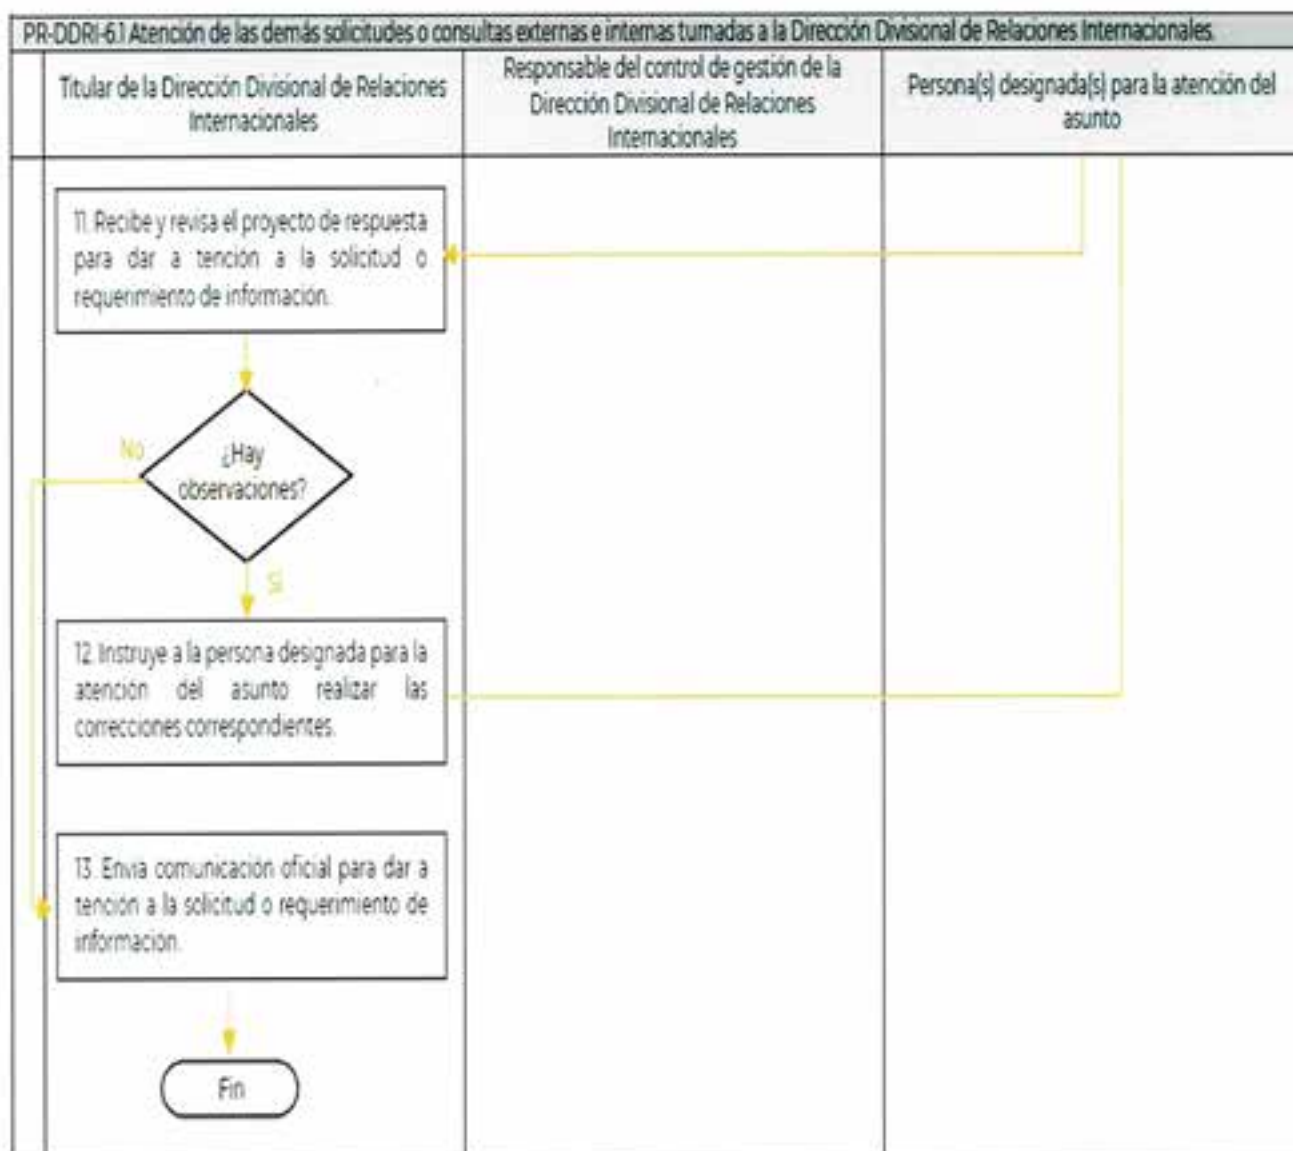 PR-DDRI-6.1 Atención de las demás solicitudes o consultas externas e internas turnadas a la Dirección Divisional de Relaciones Internacionales.
Titular de la Dirección Divisional de Relaciones
Internacionales
Responsable del control de gestión de la
Dirección Divisional de Relaciones
Internacionales
Persona(s) designada(s) para la atención del
asunto
11. Recibe y revisa el proyecto de respuesta
para dar a tención a la solicitud o
requerimiento de información.
No
¿Hay
observaciones?
Sí
12. Instruye a la persona designada para la
atención del asunto realizar las
correcciones correspondientes.
13. Envía comunicación oficial para dar a
tención a la solicitud o requerimiento de
información.
Fin